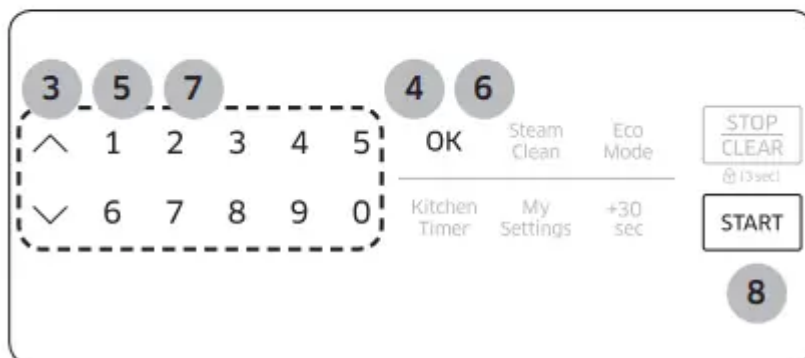 3 5 7 4 6
1 2 3 4 5 OK Steam Clean Eco Mode STOP CLEAR
(3 sec)
6 7 8 9 0 Kitchen Timer My Settings +30 sec START
8